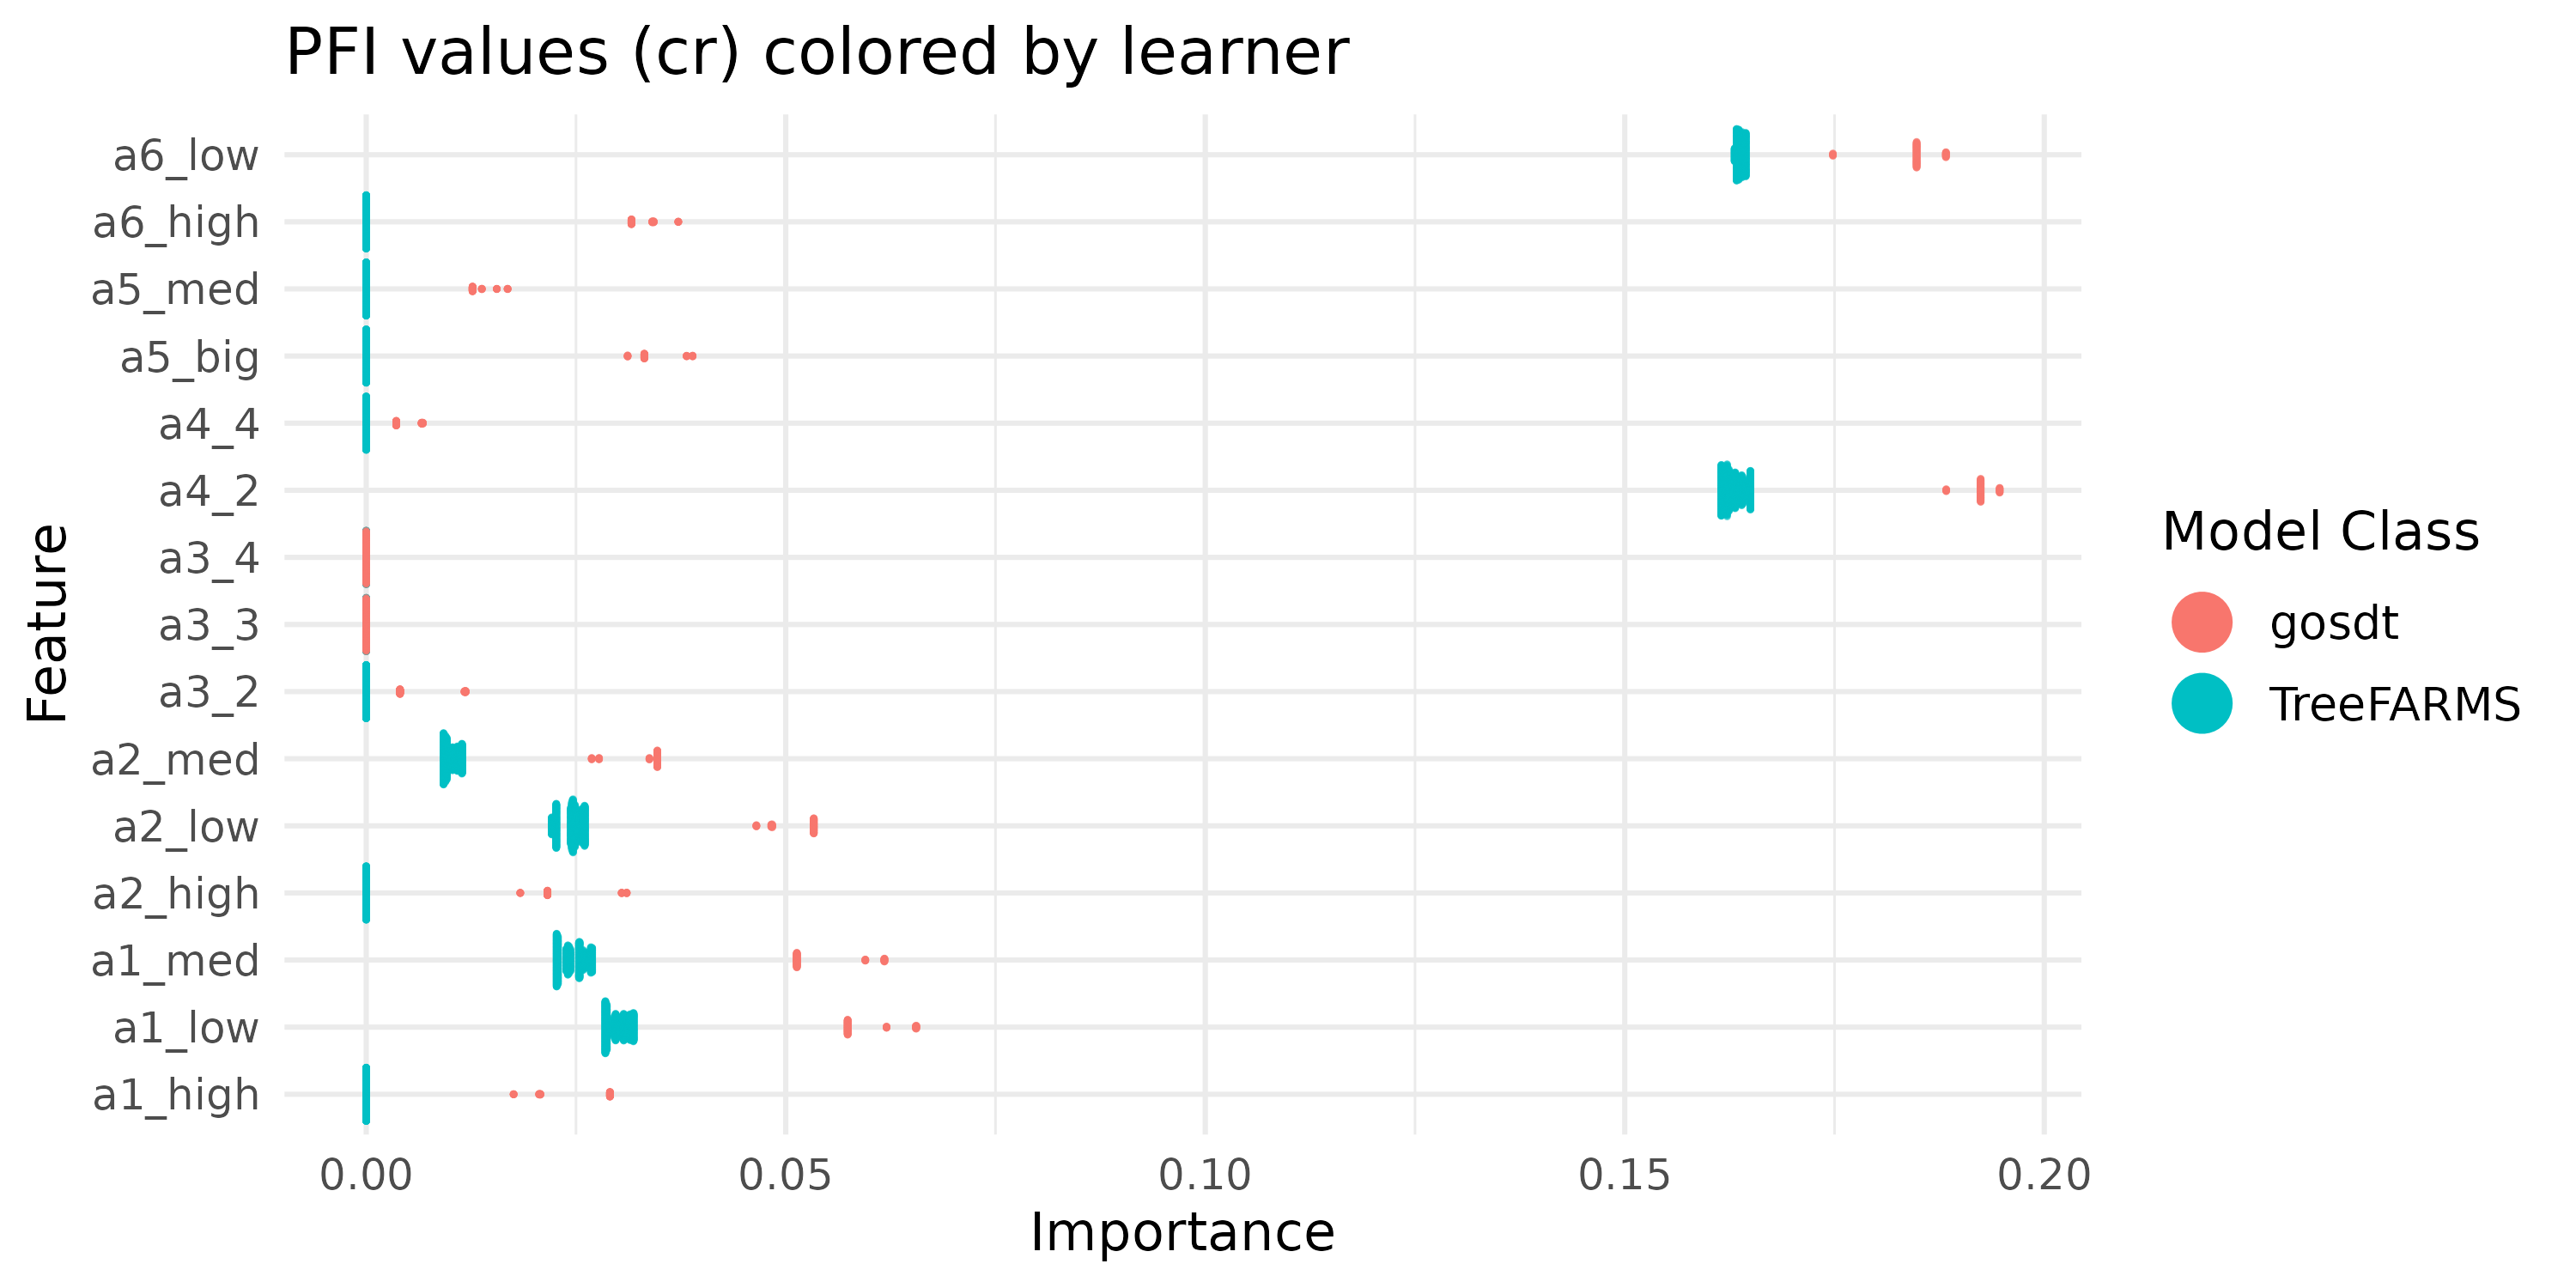 PFI values (cr) colored by learner
a6_low
a6_high
a5_med
a5_big
a4_4
a4_2
a3_4
a3_3
a3_2
a2_med
a2_low
a2_high
a1_med
a1_low
a1_high
Feature
0.00 0.05 0.10 0.15 0.20
Importance
Model Class
gosdt
TreeFARMS